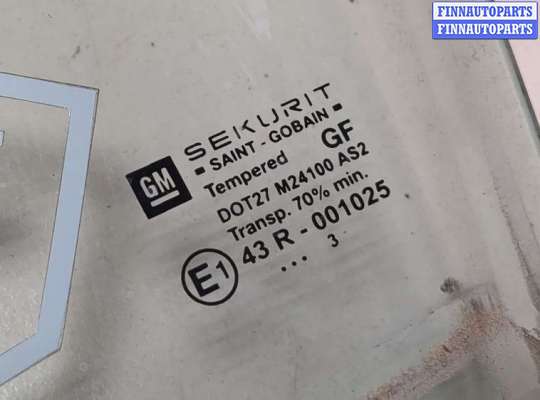 FINNAUTOPARTS
FINNAUTOPARTS
SEKURIT
SAINT - GOBAIN
GM
Tempered GF
DOT27 M24100 AS2
Transp. 70% min.
E1 43 R - 001025
... 3